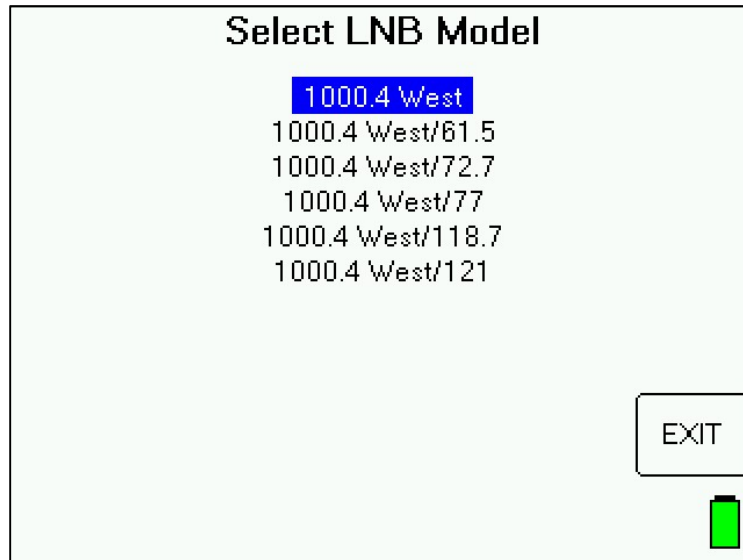 Select LNB Model
1000.4 West
1000.4 West/61.5
1000.4 West/72.7
1000.4 West/77
1000.4 West/118.7
1000.4 West/121
EXIT